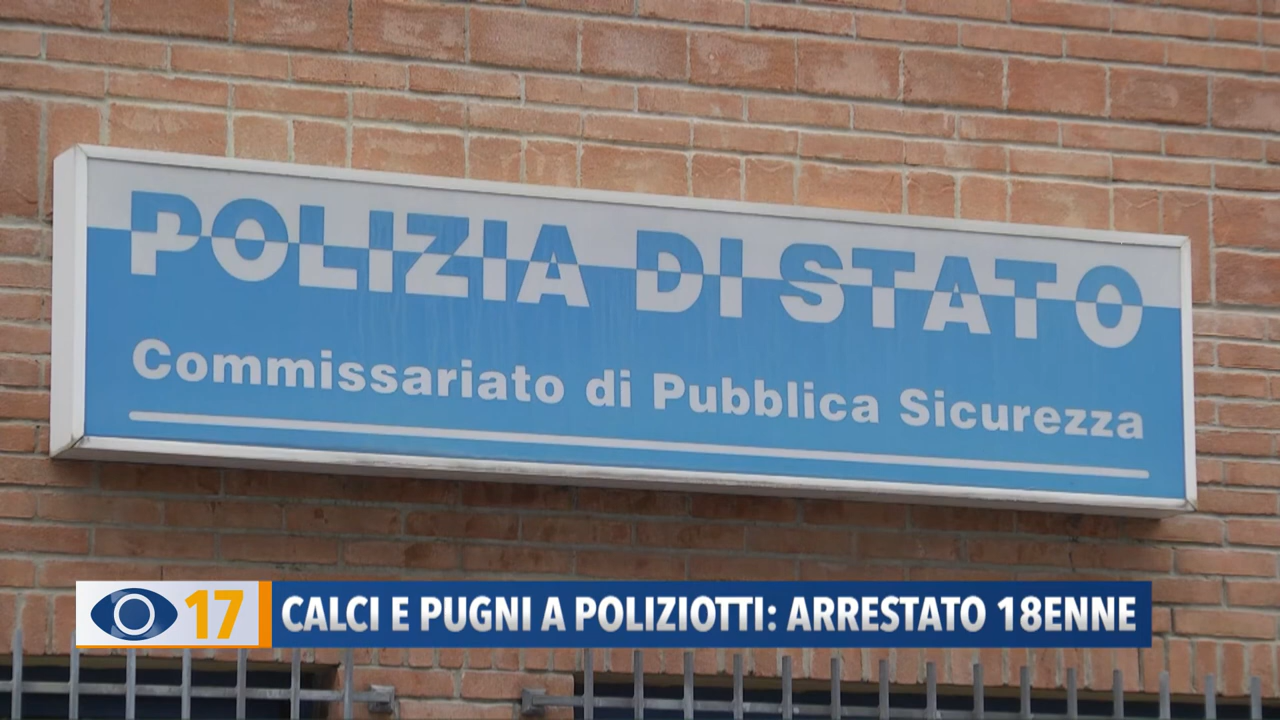 POLIZIA DI STATO
Commissariato di Pubblica Sicurezza
17 CALCI E PUGNI A POLIZIOTTI: ARRESTATO 18ENNE